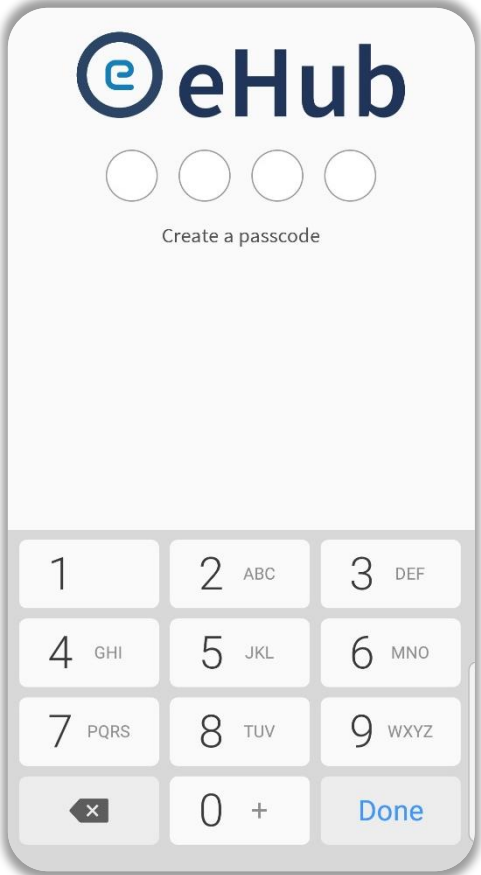 e eHub
Create a passcode
1 2 ABC 3 DEF
4 GHI 5 JKL 6 MNO
7 PQRS 8 TUV 9 WXYZ
0 + Done